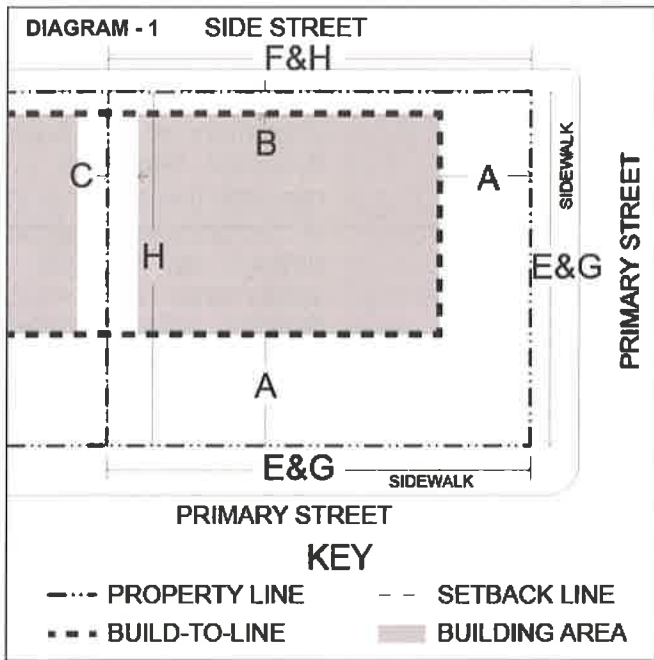 DIAGRAM - 1 SIDE STREET
F&H
B
C
A
SIDEWALK
H
E&G
PRIMARY STREET
A
E&G
SIDEWALK
PRIMARY STREET
KEY
PROPERTY LINE
SETBACK LINE
BUILD-TO-LINE
BUILDING AREA